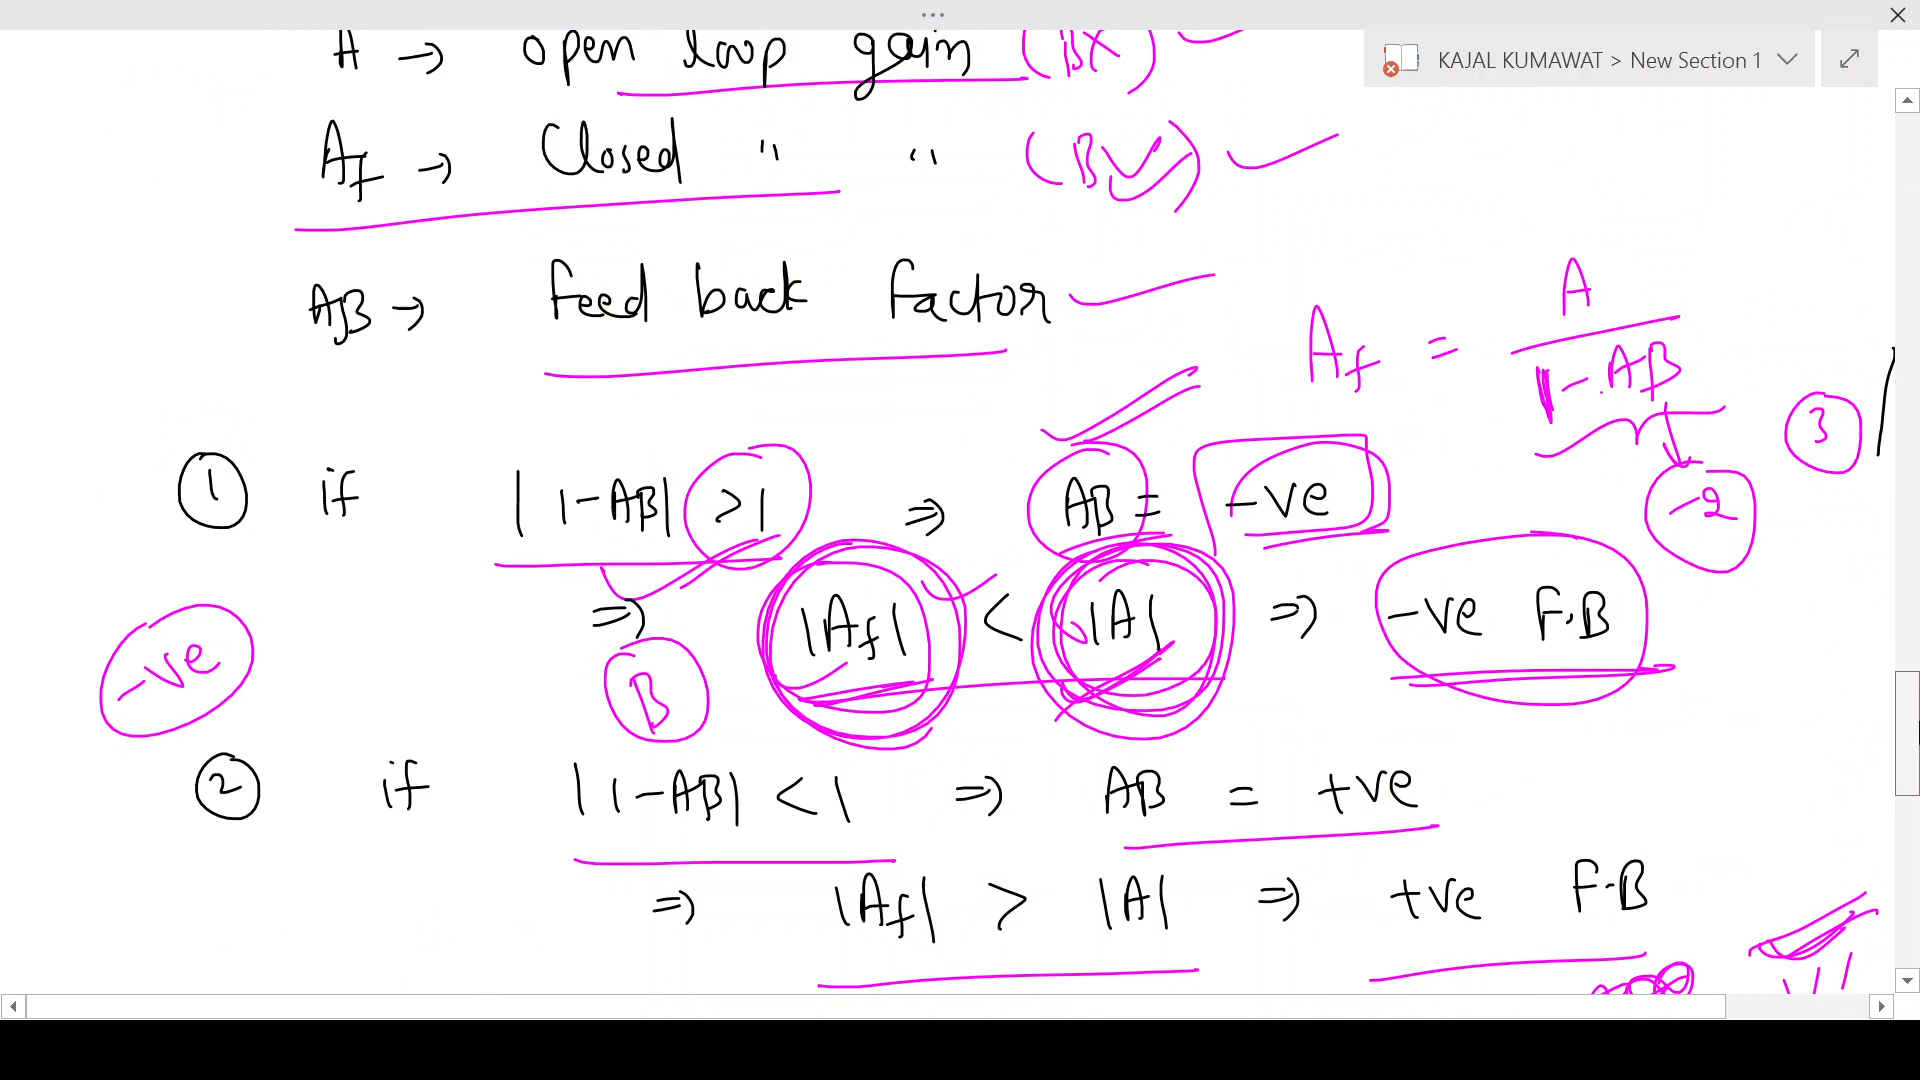 KAJAL KUMAWAT > New Section 1
A → open loop gain (BX) ✓
Af → Closed " " (B✓) ✓
Aβ → feed back factor ✓
Af = A / 1-Aβ
3
-2
① if |1-Aβ| >1 ⇒ Aβ = -ve
⇒ |Af| < |A| ⇒ -ve F.B
-ve
B
② if |1-Aβ| < 1 ⇒ Aβ = +ve
⇒ |Af| > |A| ⇒ +ve F.B